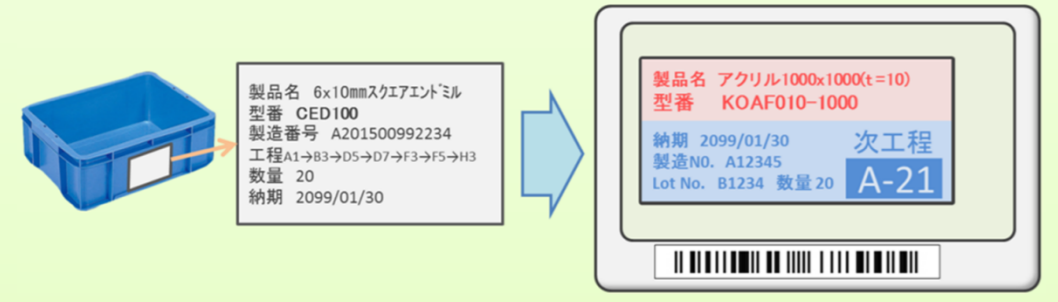 製品名 6x10mmスクエアエンドミル
型番 CED100
製造番号 A201500992234
工程A1→B3→D5→D7→F3→F5→H3
数量 20
納期 2099/01/30
製品名 アクリル1000x1000(t=10)
型番 KOAF010-1000
納期 2099/01/30
製造N0. A12345
Lot No. B1234 数量20
次工程
A-21